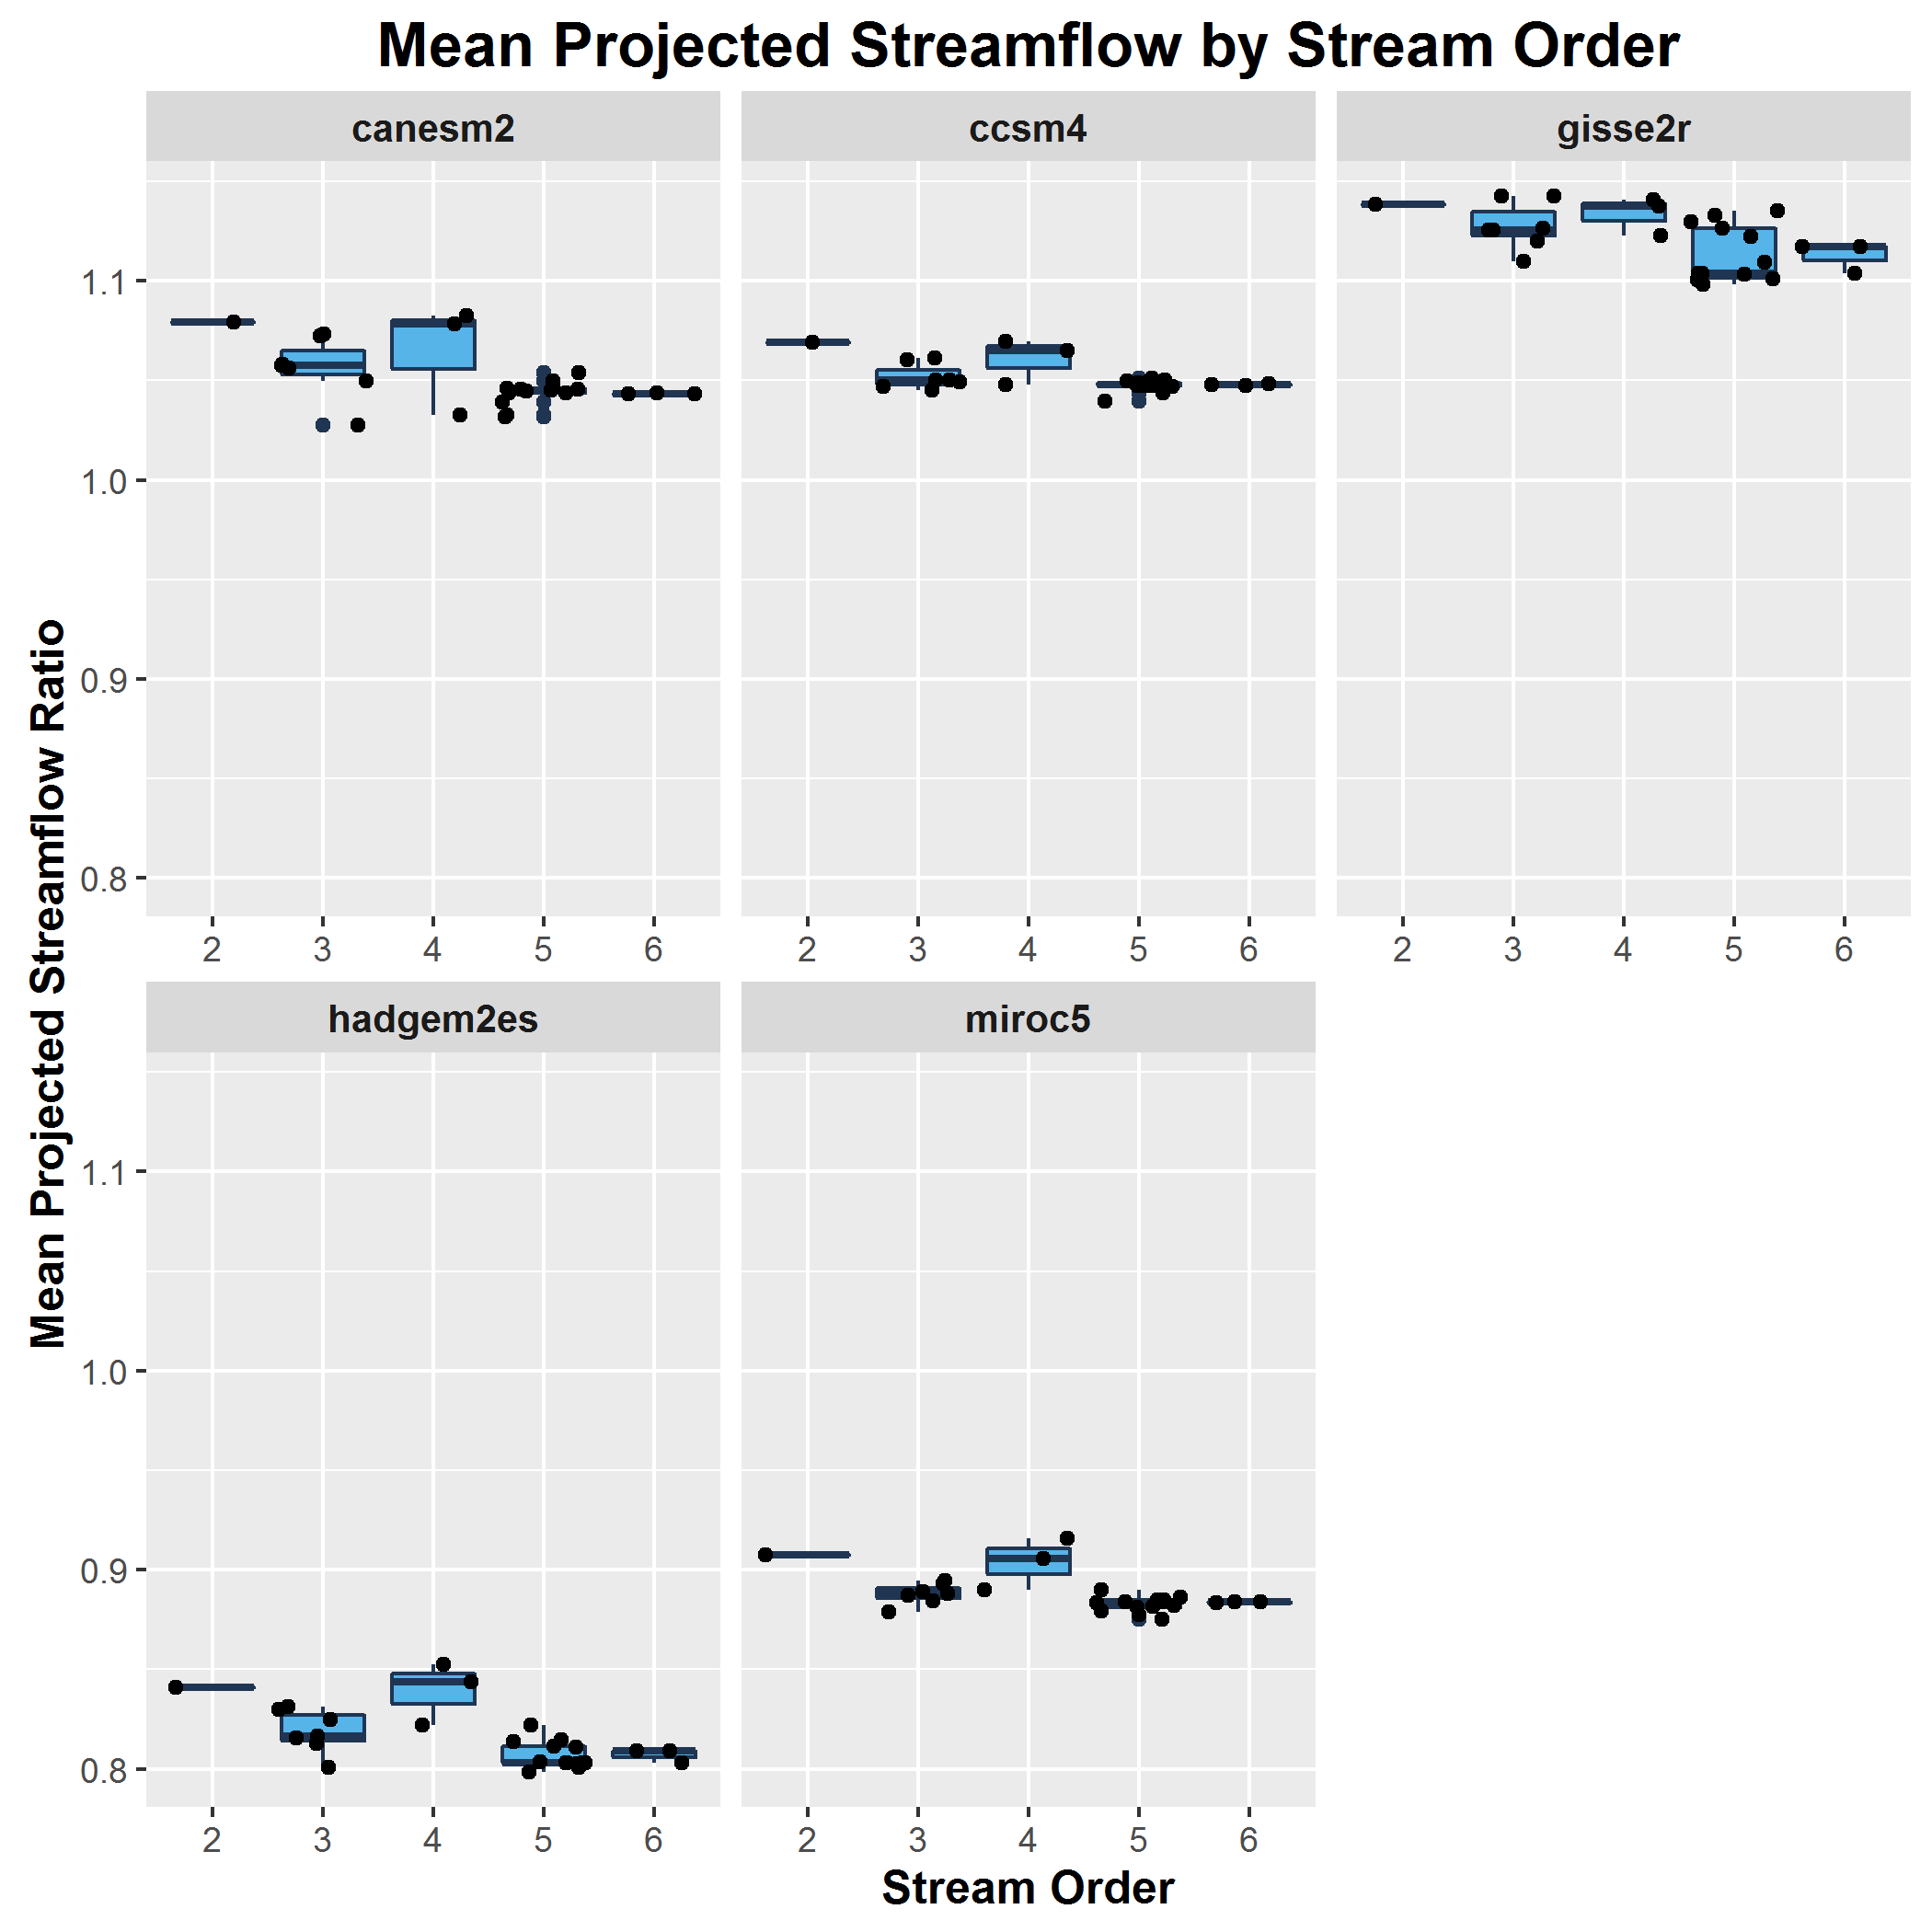 Mean Projected Streamflow by Stream Order
canesm2
ccsm4
gisse2r
1.1
1.0
0.9
0.8
2 3 4 5 6
2 3 4 5 6
2 3 4 5 6
Mean Projected Streamflow Ratio
hadgem2es
miroc5
1.1
1.0
0.9
0.8
2 3 4 5 6
2 3 4 5 6
Stream Order